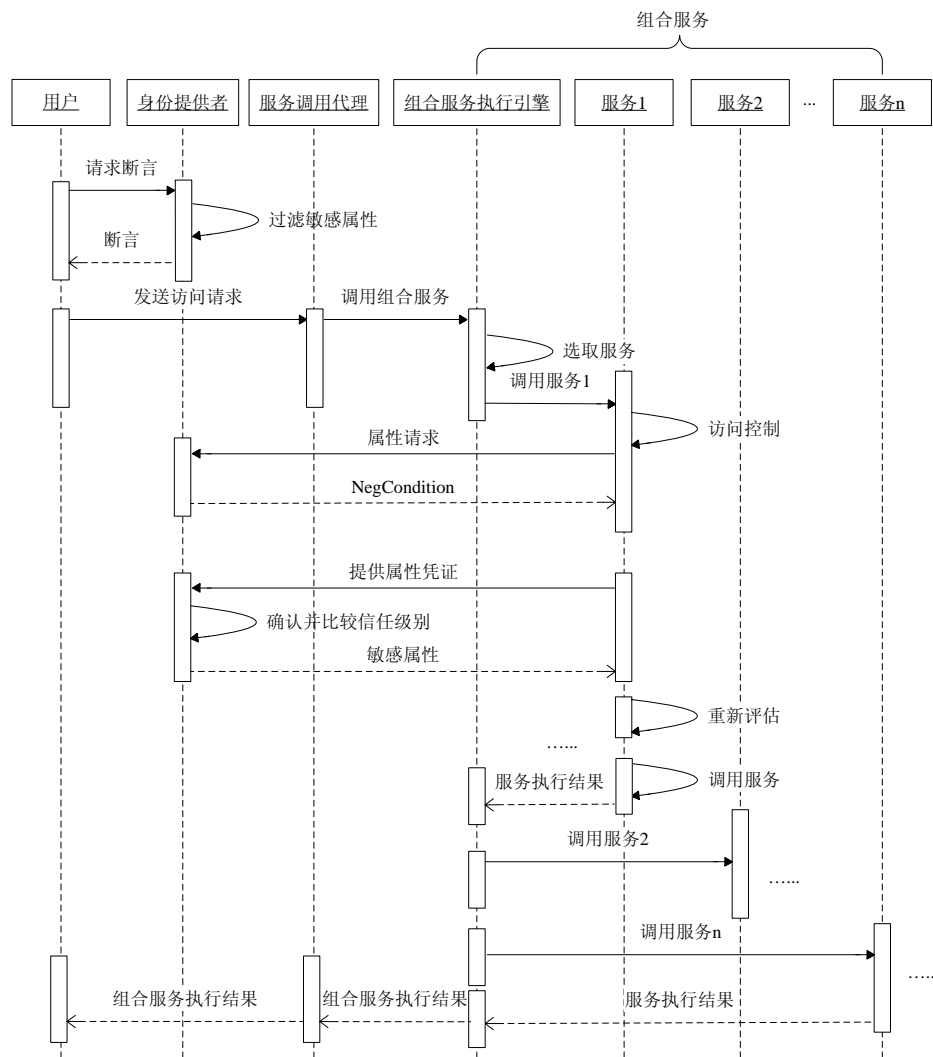 组合服务
用户
身份提供者
服务调用代理
组合服务执行引擎
服务1
服务2
...
服务n
请求断言
过滤敏感属性
断言
发送访问请求
调用组合服务
选取服务
调用服务1
访问控制
属性请求
NegCondition
提供属性凭证
确认并比较信任级别
敏感属性
重新评估
…...
服务执行结果
调用服务
调用服务2
…...
调用服务n
…...
组合服务执行结果
组合服务执行结果
服务执行结果